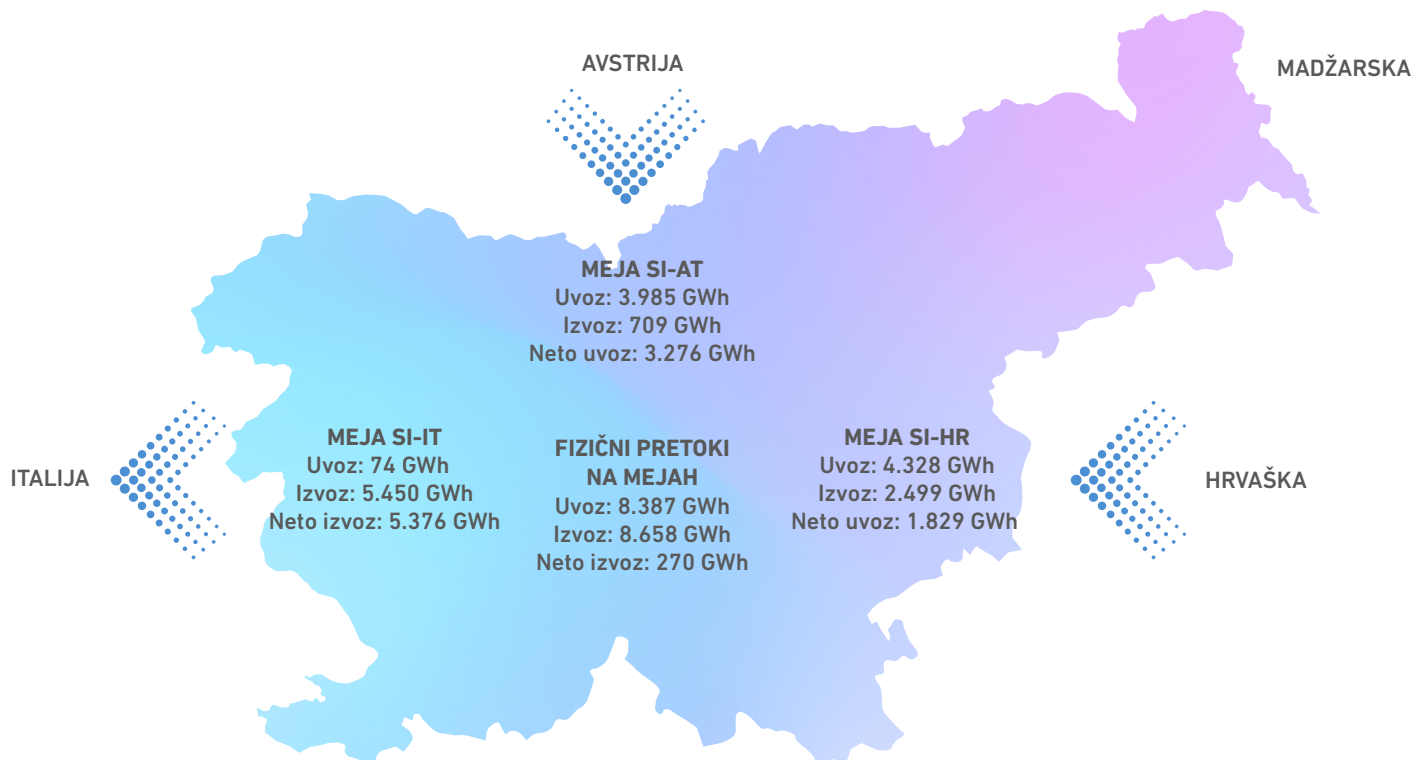 AVSTRIJA
MADŽARSKA
MEJA SI-AT
Uvoz: 3.985 GWh
Izvoz: 709 GWh
Neto uvoz: 3.276 GWh
ITALIJA
MEJA SI-IT
Uvoz: 74 GWh
Izvoz: 5.450 GWh
Neto izvoz: 5.376 GWh
FIZIČNI PRETOKI
NA MEJAH
Uvoz: 8.387 GWh
Izvoz: 8.658 GWh
Neto izvoz: 270 GWh
MEJA SI-HR
Uvoz: 4.328 GWh
Izvoz: 2.499 GWh
Neto uvoz: 1.829 GWh
HRVAŠKA